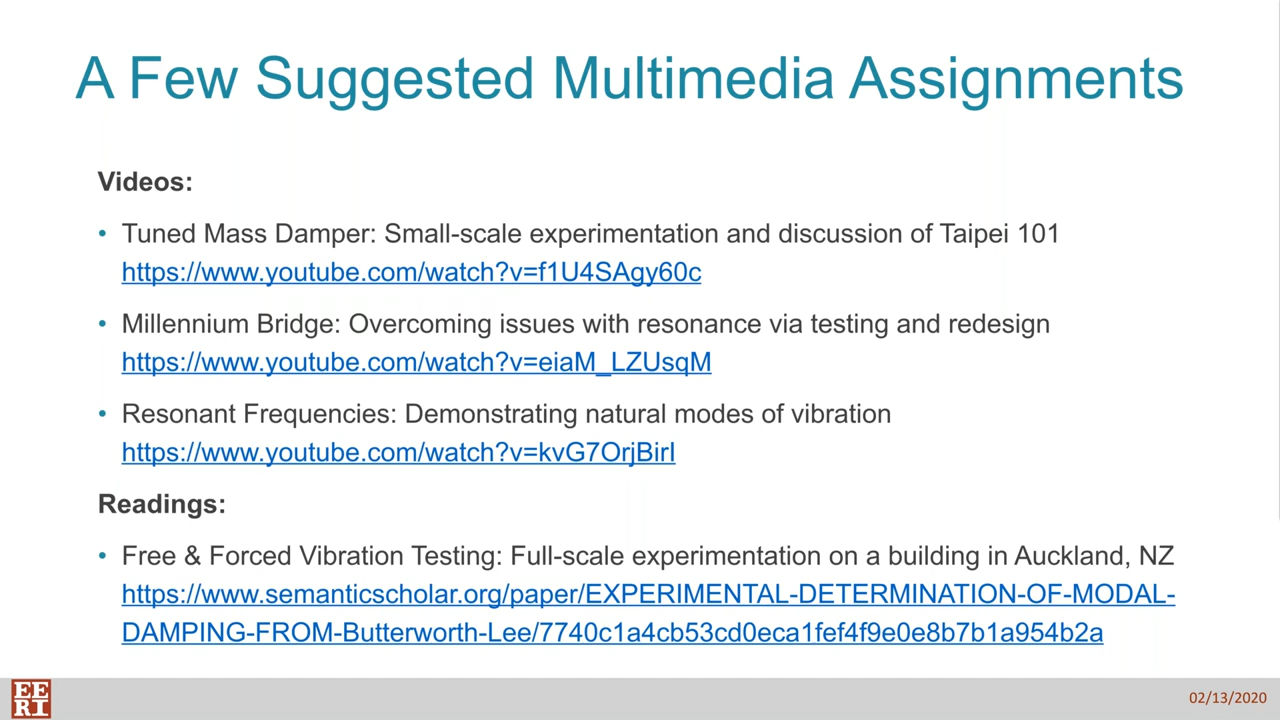 A Few Suggested Multimedia Assignments
Videos:
• Tuned Mass Damper: Small-scale experimentation and discussion of Taipei 101
https://www.youtube.com/watch?v=f1U4SAgy60c
• Millennium Bridge: Overcoming issues with resonance via testing and redesign
https://www.youtube.com/watch?v=eiaM_LZUsqM
• Resonant Frequencies: Demonstrating natural modes of vibration
https://www.youtube.com/watch?v=kvG7OrjBirI
Readings:
• Free & Forced Vibration Testing: Full-scale experimentation on a building in Auckland, NZ
https://www.semanticscholar.org/paper/EXPERIMENTAL-DETERMINATION-OF-MODAL-
DAMPING-FROM-Butterworth-Lee/7740c1a4cb53cd0eca1fef4f9e0e8b7b1a954b2a
EE
RI
02/13/2020